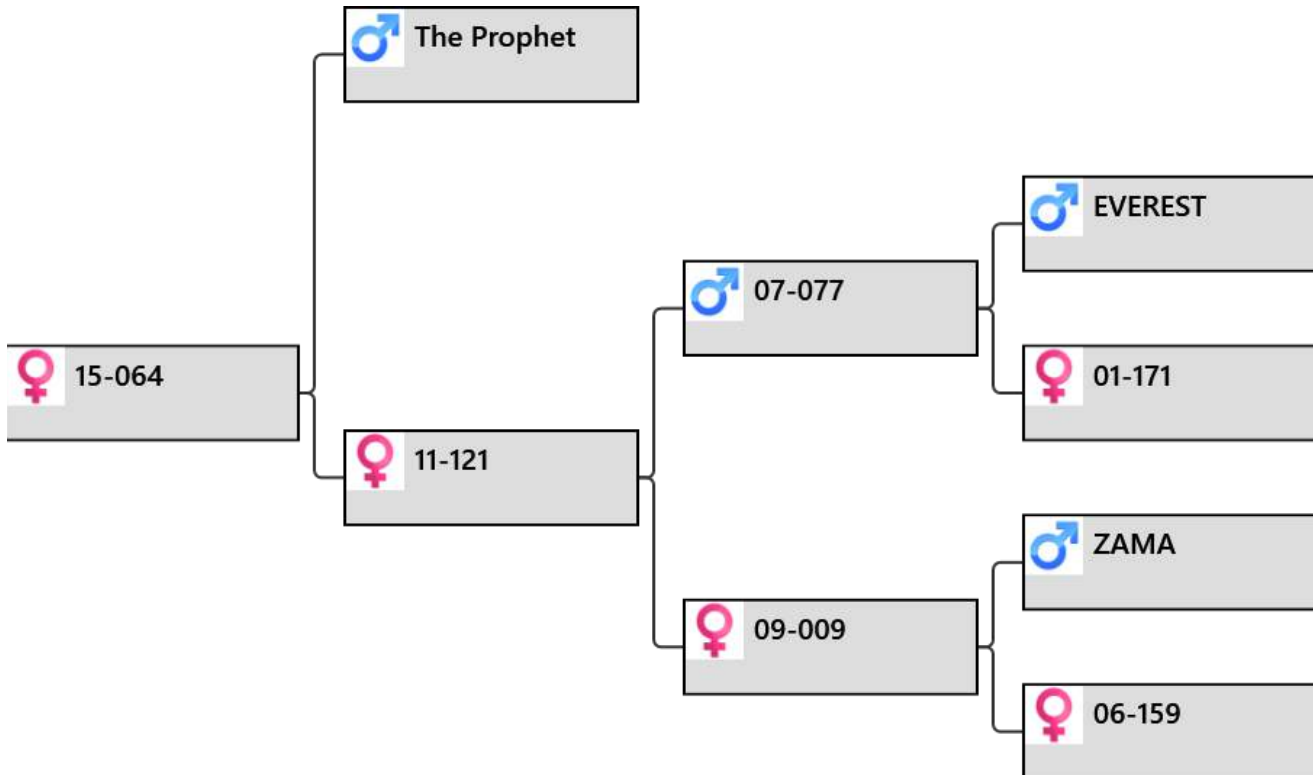 The Prophet
EVEREST
07-077
01-171
15-064
11-121
ZAMA
09-009
06-159